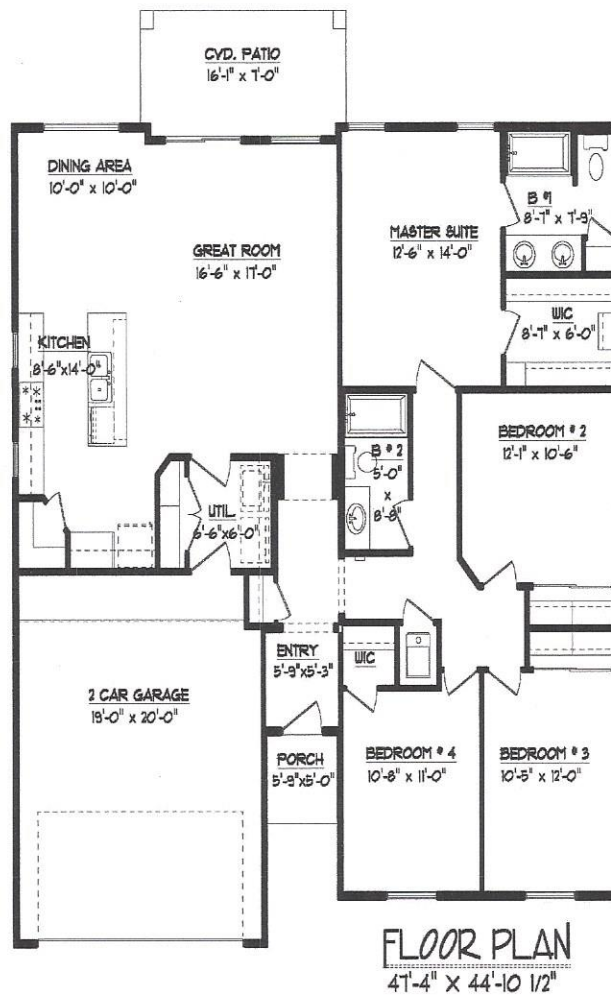 CVD. PATIO
16'-1" x 7'-0"
DINING AREA
10'-0" x 10'-0"
GREAT ROOM
16'-6" x 17'-0"
MASTER SUITE
12'-6" x 14'-0"
B #1
8'-7" x 7'-9"
WIC
8'-7" x 6'-0"
KITCHEN
8'-6"x14'-0"
B # 2
5'-0"
x
8'-8"
BEDROOM # 2
12'-1" x 10'-6"
UTIL.
6'-6"x6'-0"
ENTRY
5'-9"x5'-3"
WIC
2 CAR GARAGE
19'-0" x 20'-0"
PORCH
5'-9"x5'-0"
BEDROOM # 4
10'-8" x 11'-0"
BEDROOM # 3
10'-5" x 12'-0"
FLOOR PLAN
47'-4" X 44'-10 1/2"